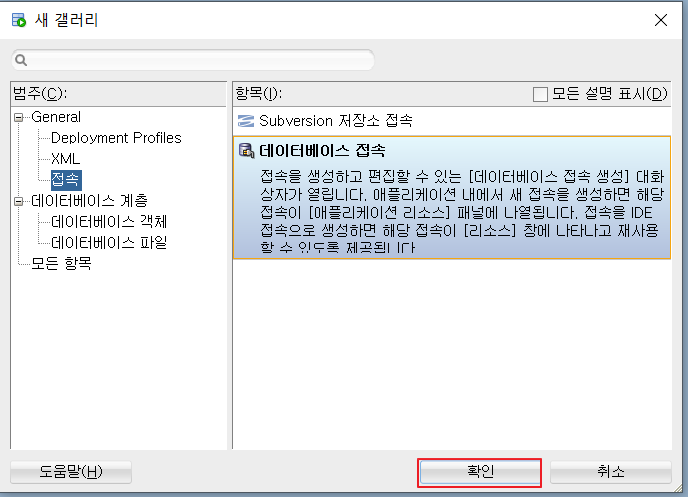 새 갤러리
범주(C):
General
Deployment Profiles
XML
접속
데이터베이스 계층
데이터베이스 객체
데이터베이스 파일
모든 항목
항목(I):
모든 설명 표시(D)
Subversion 저장소 접속
데이터베이스 접속
접속을 생성하고 편집할 수 있는 [데이터베이스 접속 생성] 대화
상자가 열립니다. 애플리케이션 내에서 새 접속을 생성하면 해당
접속이 [애플리케이션 리소스] 패널에 나열됩니다. 접속을 IDE
접속으로 생성하면 해당 접속이 [리소스] 창에 나타나고 재사용
할 수 있도록 제공됩니다
도움말(H)
확인
취소